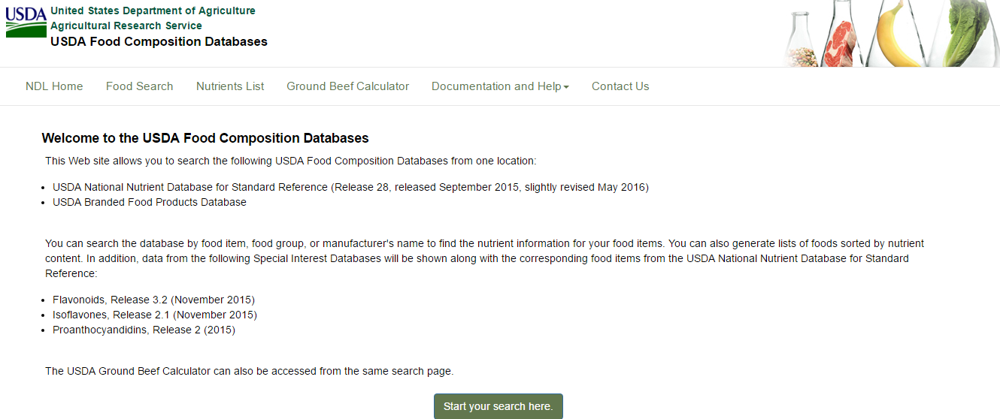 USDA
United States Department of Agriculture
Agricultural Research Service
USDA Food Composition Databases
NDL Home Food Search Nutrients List Ground Beef Calculator Documentation and Help Contact Us
Welcome to the USDA Food Composition Databases
This Web site allows you to search the following USDA Food Composition Databases from one location:
• USDA National Nutrient Database for Standard Reference (Release 28, released September 2015, slightly revised May 2016)
• USDA Branded Food Products Database
You can search the database by food item, food group, or manufacturer's name to find the nutrient information for your food items. You can also generate lists of foods sorted by nutrient
content. In addition, data from the following Special Interest Databases will be shown along with the corresponding food items from the USDA National Nutrient Database for Standard
Reference:
• Flavonoids, Release 3.2 (November 2015)
• Isoflavones, Release 2.1 (November 2015)
• Proanthocyandidins, Release 2 (2015)
The USDA Ground Beef Calculator can also be accessed from the same search page.
Start your search here.